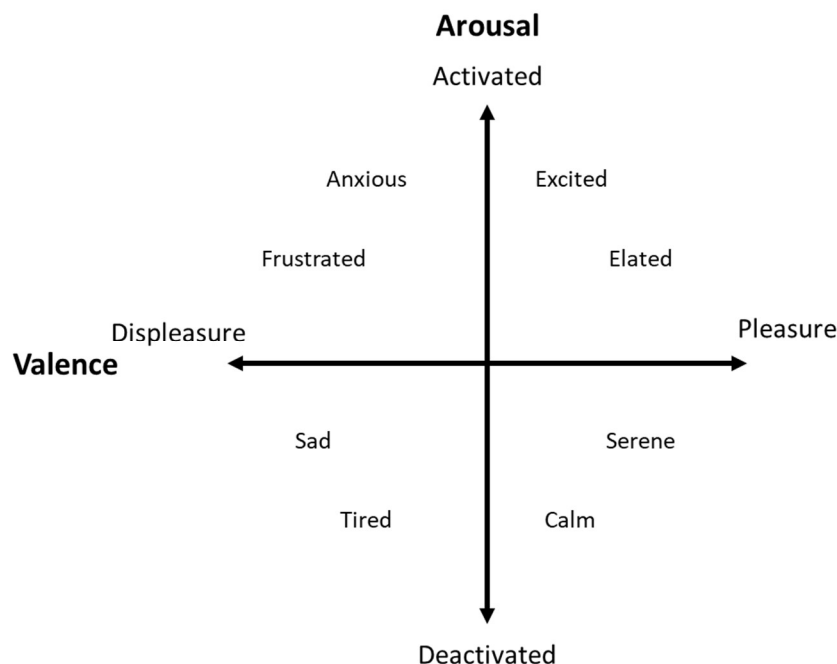 Arousal
Activated
Anxious
Excited
Frustrated
Elated
Displeasure
Pleasure
Valence
Sad
Serene
Tired
Calm
Deactivated